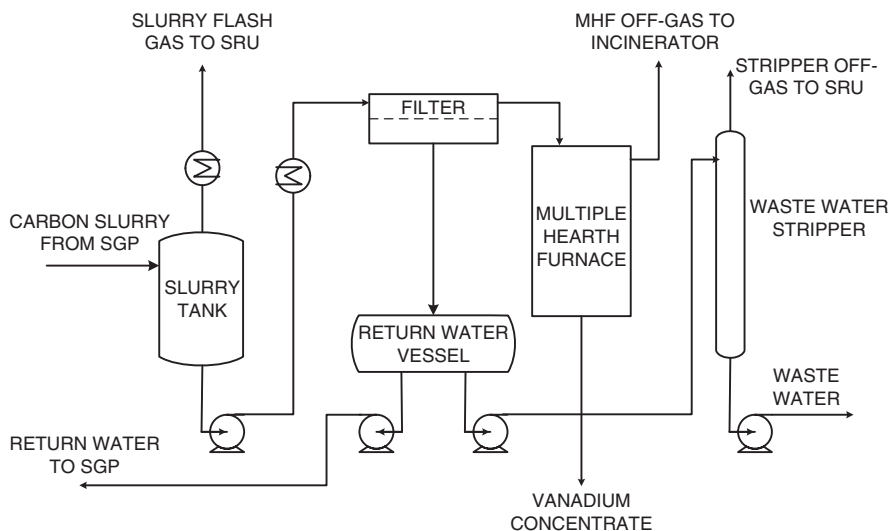 SLURRY FLASH
GAS TO SRU
MHF OFF-GAS TO
INCINERATOR
STRIPPER OFF-
GAS TO SRU
FILTER
CARBON SLURRY
FROM SGP
MULTIPLE
HEARTH
FURNACE
WASTE WATER
STRIPPER
SLURRY
TANK
RETURN WATER
VESSEL
WASTE
WATER
RETURN WATER
TO SGP
VANADIUM
CONCENTRATE